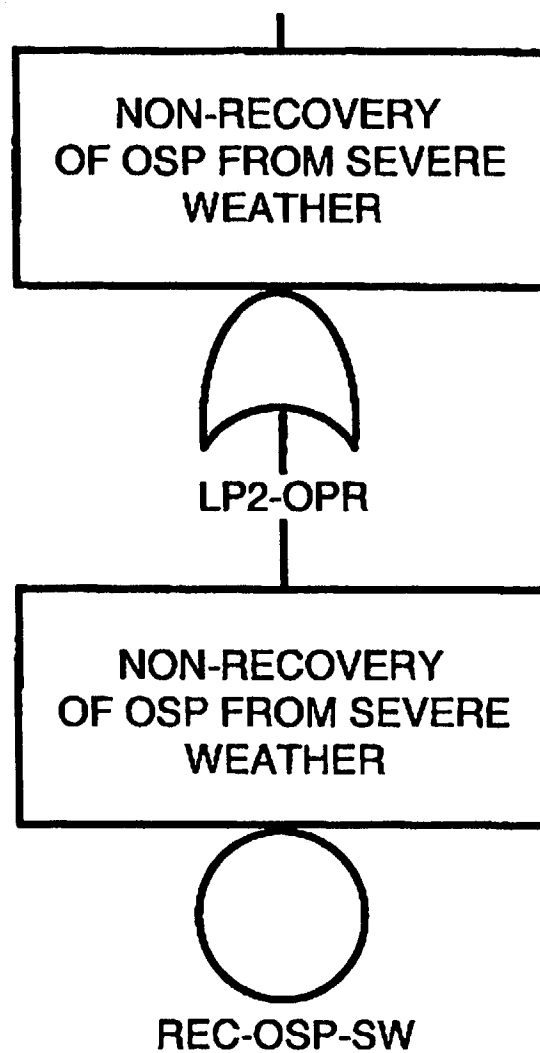 NON-RECOVERY
OF OSP FROM SEVERE
WEATHER
LP2-OPR
NON-RECOVERY
OF OSP FROM SEVERE
WEATHER
REC-OSP-SW